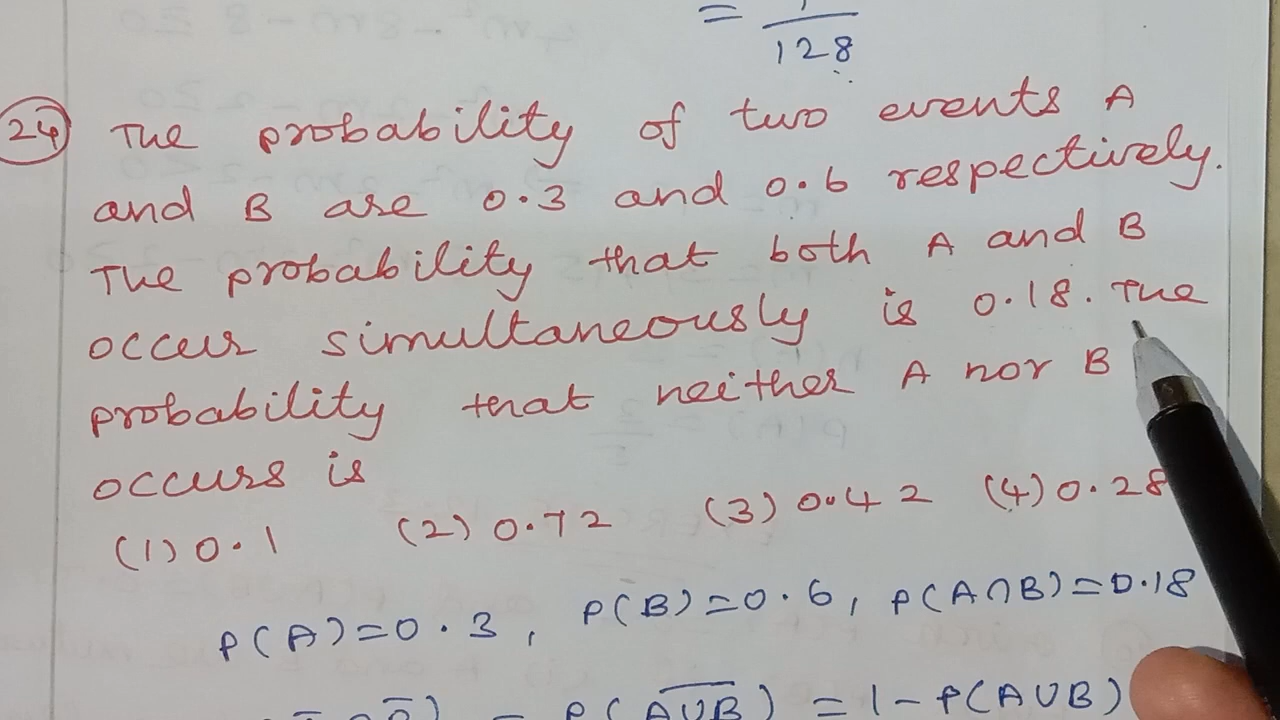 =
128
24 The probability of two events A
and B are 0.3 and 0.6 respectively.
The probability that both A and B
occur simultaneously is 0.18. The
probability that neither A nor B
occurs is
(1) 0.1 (2) 0.72 (3) 0.42 (4) 0.28
P(A)=0.3, P(B)=0.6, P(A∩B)=0.18
= P(A̅∪̅B̅) = 1-P(A∪B)